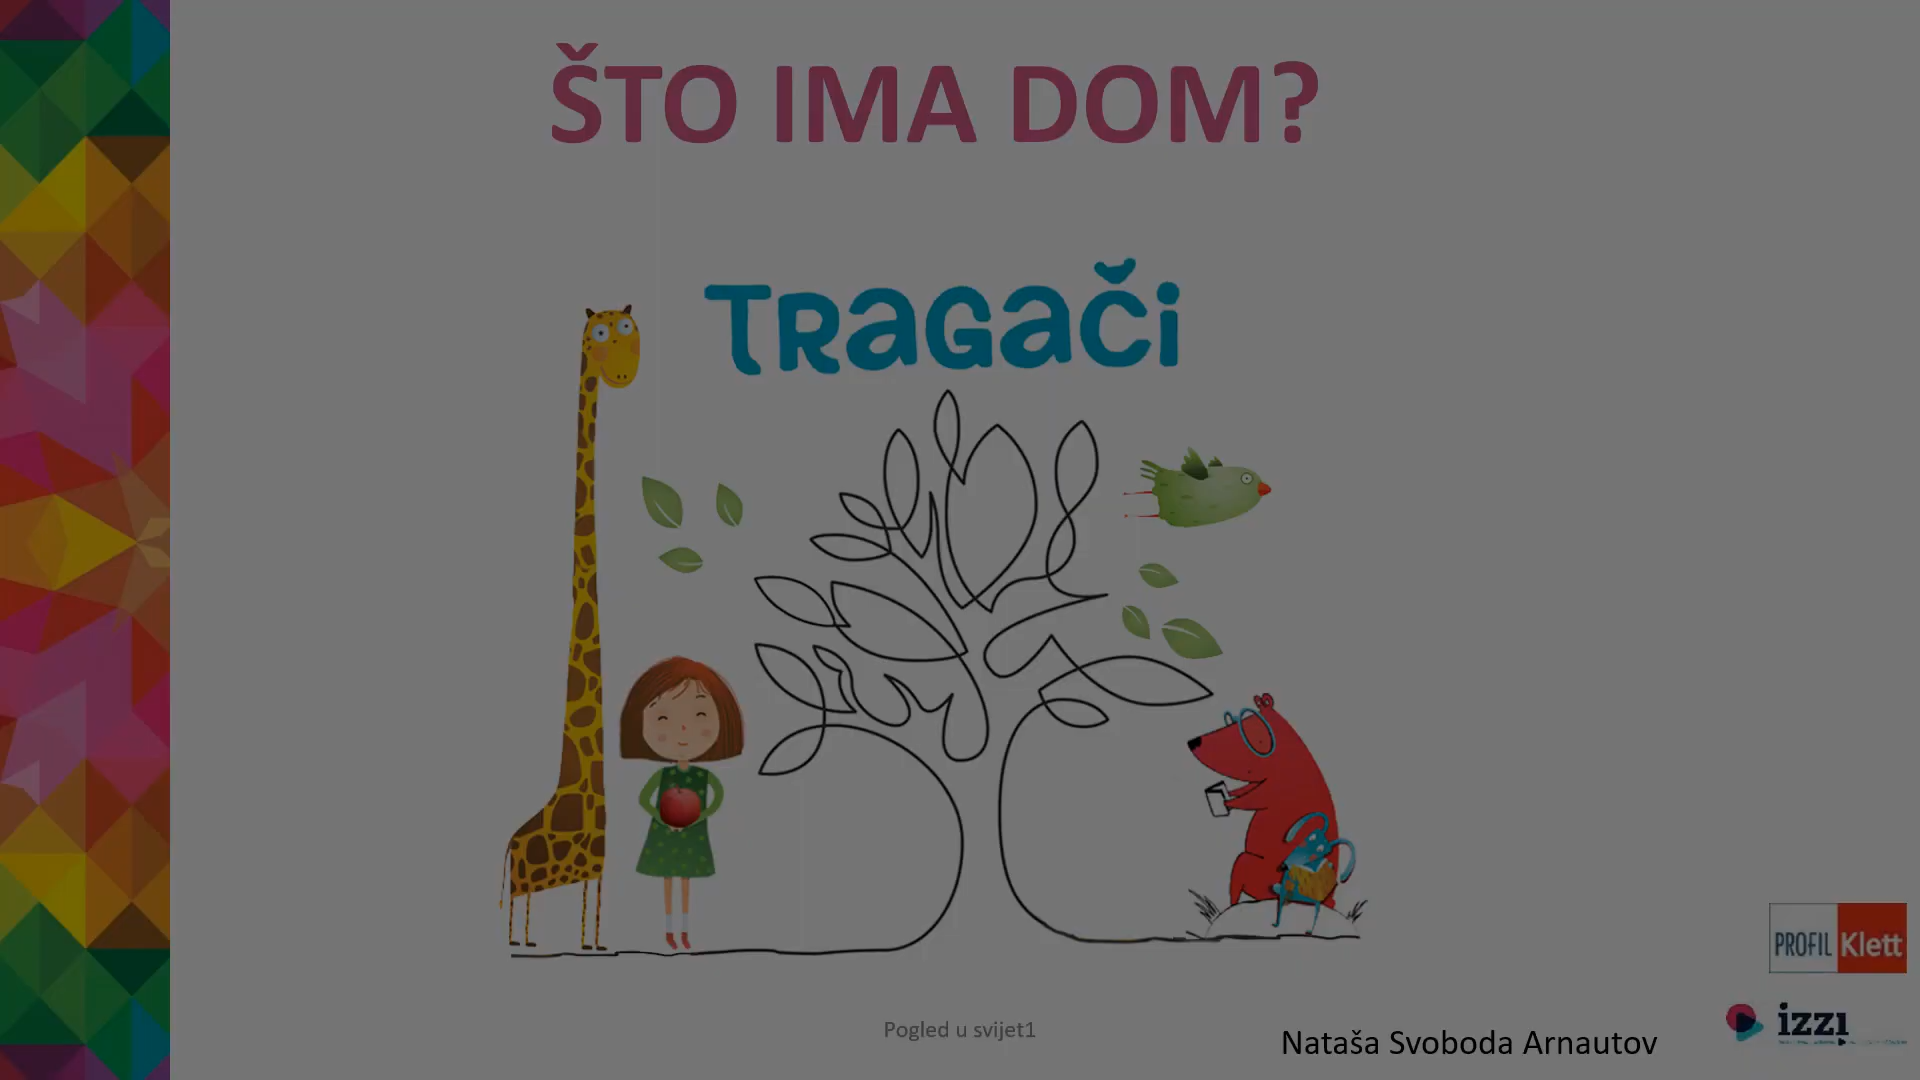 ŠTO IMA DOM?
TRAGAČI
PROFIL Klett
izzi
Pogled u svijet1
Nataša Svoboda Arnautov